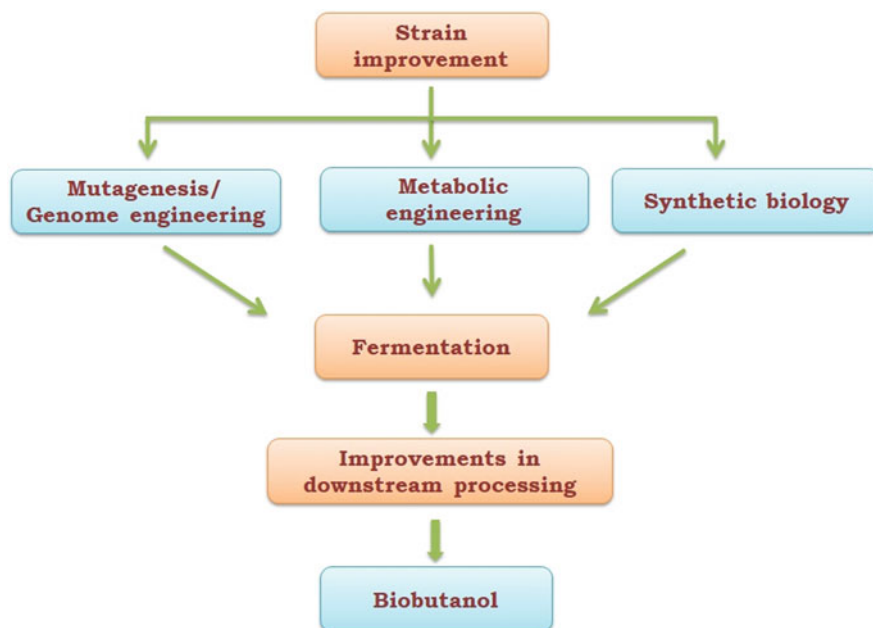 Strain
improvement
Mutagenesis/
Genome engineering
Metabolic
engineering
Synthetic biology
Fermentation
Improvements in
downstream processing
Biobutanol